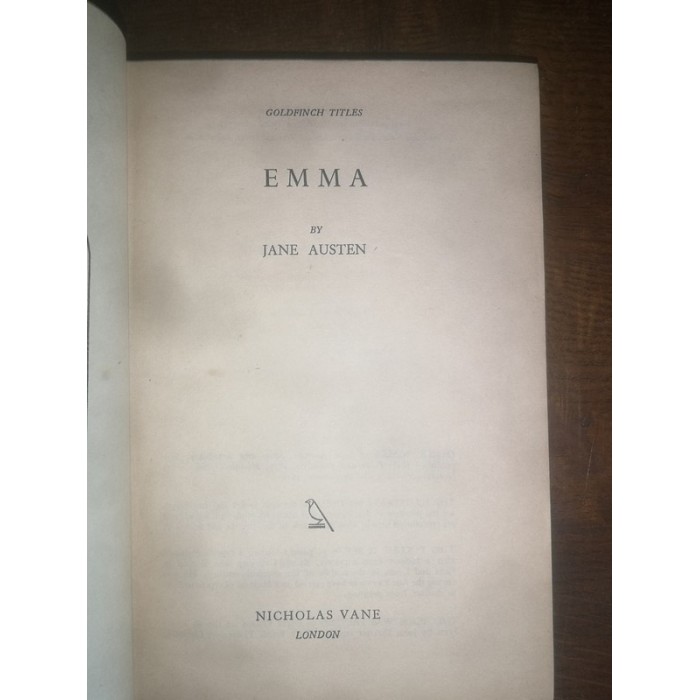 GOLDFINCH TITLES
EMMA
BY
JANE AUSTEN
NICHOLAS VANE
LONDON